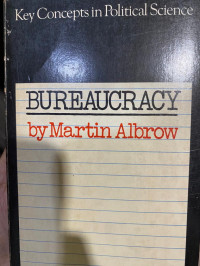 Key Concepts in Political Science
BUREAUCRACY
by Martin Albrow